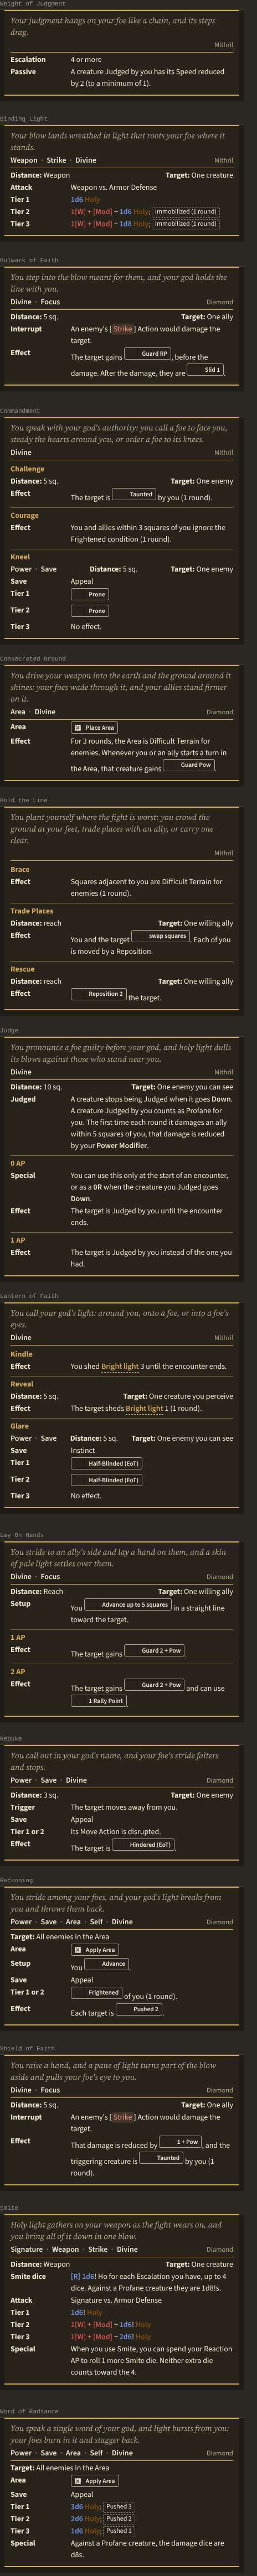 Weight of Judgment
Your judgment hangs on your foe like a chain, and its steps
drag.
Mithril
Escalation 4 or more
Passive A creature Judged by you has its Speed reduced
by 2 (to a minimum of 1).
Binding Light
Your blow lands wreathed in light that roots your foe where it
stands.
Weapon · Strike · Divine Mithril
Distance: Weapon Target: One creature
Attack Weapon vs. Armor Defense
Tier 1 1d6 Holy
Tier 2 1[W] + [Mod] + 1d6 Holy; Immobilized (1 round)
Tier 3 1[W] + [Mod] + 1d8 Holy; Immobilized (1 round)
Bulwark of Faith
You step into the blow meant for them, and your god holds the
line with you.
Divine · Focus Diamond
Distance: 5 sq. Target: One ally
Interrupt An enemy's [Strike] Action would damage the
target.
Effect The target gains Guard RP, before the
damage. After the damage, they are Slid 1.
Commandment
You speak with your god's authority: you call a foe to face you,
steady the hearts around you, or order a foe to its knees.
Divine Mithril
Challenge
Distance: 5 sq. Target: One enemy
Effect The target is Taunted by you (1 round).
Courage
Effect You and allies within 3 squares of you ignore the
Frightened condition (1 round).
Kneel
Power · Save Distance: 5 sq. Target: One enemy
Save Appeal
Tier 1 Prone
Tier 2 Prone
Tier 3 No effect.
Consecrated Ground
You drive your weapon into the earth and the ground around it
shines: your foes wade through it, and your allies stand firmer
on it.
Area · Divine Diamond
Area Place Area
Effect For 3 rounds, the Area is Difficult Terrain for
enemies. Whenever you or an ally starts a turn in
the Area, that creature gains Guard Pow.
Hold the Line
You plant yourself where the fight is worst: you crowd the
ground at your feet, trade places with an ally, or carry one
clear.
Mithril
Brace
Effect Squares adjacent to you are Difficult Terrain for
enemies (1 round).
Trade Places
Distance: reach Target: One willing ally
Effect You and the target swap squares. Each of you
is moved by a Reposition.
Rescue
Distance: reach Target: One willing ally
Effect Reposition 2 the target.
Judge
You pronounce a foe guilty before your god, and holy light dulls
its blows against those who stand near you.
Divine Mithril
Distance: 10 sq. Target: One enemy you can see
Judged A creature stops being Judged when it goes Down.
A creature Judged by you counts as Profane for
you. The first time each round it damages an ally
within 5 squares of you, that damage is reduced
by your Power Modifier.
0 AP
Special You can use this only at the start of an encounter,
or as a 0R when the creature you Judged goes
Down.
Effect The target is Judged by you until the encounter
ends.
1 AP
Effect The target is Judged by you instead of the one you
had.
Lantern of Faith
You call your god's light: around you, onto a foe, or into a foe's
eyes.
Divine Mithril
Kindle
Effect You shed Bright light 3 until the encounter ends.
Reveal
Distance: 5 sq. Target: One creature you perceive
Effect The target sheds Bright light 1 (1 round).
Glare
Power · Save Distance: 5 sq. Target: One enemy you can see
Save Instinct
Tier 1 Half-Blinded (EoT)
Tier 2 Half-Blinded (EoT)
Tier 3 No effect.
Lay On Hands
You stride to an ally's side and lay a hand on them, and a skin
of pale light settles over them.
Divine · Focus Diamond
Distance: Reach Target: One willing ally
Setup You Advance up to 5 squares in a straight line
toward the target.
1 AP
Effect The target gains Guard 2 + Pow.
2 AP
Effect The target gains Guard 2 + Pow and can use
1 Rally Point.
Rebuke
You call out in your god's name, and your foe's stride falters
and stops.
Power · Save · Divine Diamond
Distance: 3 sq. Target: One enemy
Trigger The target moves away from you.
Save Appeal
Tier 1 or 2 Its Move Action is disrupted.
Effect The target is Hindered (EoT).
Reckoning
You stride among your foes, and your god's light breaks from
you and throws them back.
Power · Save · Area · Self · Divine Diamond
Target: All enemies in the Area
Area Apply Area
Setup You Advance.
Save Appeal
Tier 1 or 2 Frightened of you (1 round).
Effect Each target is Pushed 2.
Shield of Faith
You raise a hand, and a pane of light turns part of the blow
aside and pulls your foe's eye to you.
Divine · Focus Diamond
Distance: 5 sq. Target: One ally
Interrupt An enemy's [Strike] Action would damage the
target.
Effect That damage is reduced by 1 + Pow, and the
triggering creature is Taunted by you (1
round).
Smite
Holy light gathers on your weapon as the fight wears on, and
you bring all of it down in one blow.
Signature · Weapon · Strike · Divine Diamond
Distance: Weapon Target: One creature
Smite dice [R] 1d6! Ho for each Escalation you have, up to 4
dice. Against a Profane creature they are 1d8!s.
Attack Signature vs. Armor Defense
Tier 1 1d6! Holy
Tier 2 1[W] + [Mod] + 1d6! Holy
Tier 3 1[W] + [Mod] + 2d6! Holy
Special When you use Smite, you can spend your Reaction
AP to roll 1 more Smite die. Neither extra die
counts toward the 4.
Word of Radiance
You speak a single word of your god, and light bursts from you:
your foes burn in it and stagger back.
Power · Save · Area · Self · Divine Diamond
Target: All enemies in the Area
Area Apply Area
Save Appeal
Tier 1 3d6 Holy; Pushed 3
Tier 2 2d6 Holy; Pushed 2
Tier 3 1d6 Holy; Pushed 1
Special Against a Profane creature, the damage dice are
d8s.